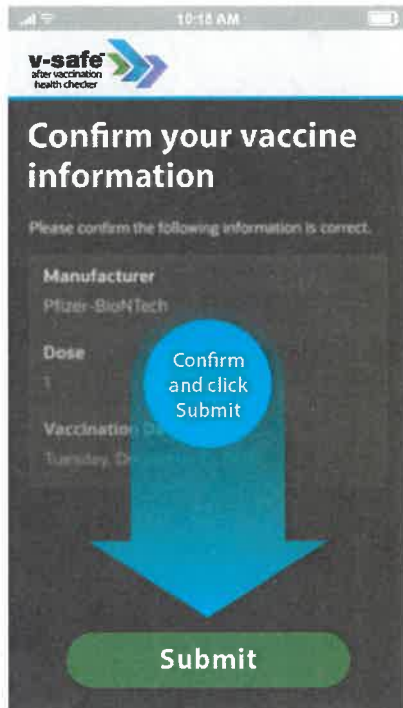 10:18 AM
v-safe
after vaccination
health checker
Confirm your vaccine
information
Please confirm the following information is correct.
Manufacturer
Pfizer-BioNTech
Dose
1
Confirm
and click
Submit
Vaccination
Tuesday,
Submit